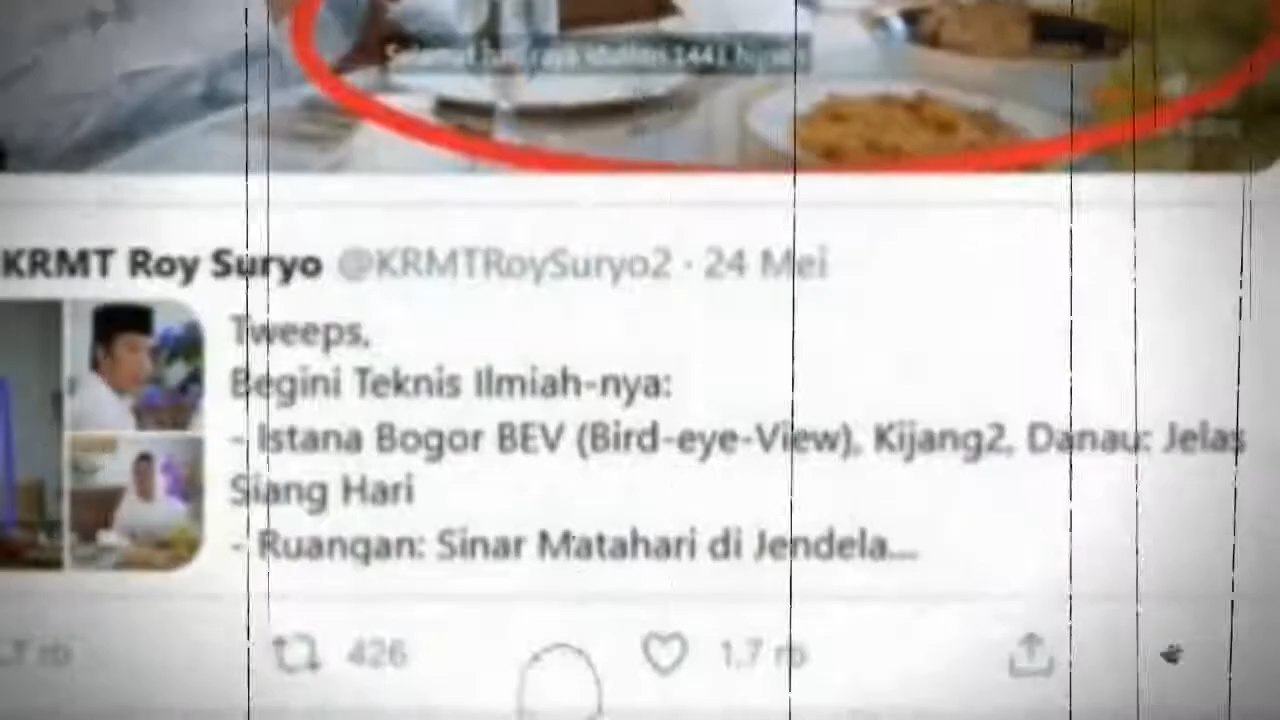 Selamat hari raya idulfitri 1441 hijriah
KRMT Roy Suryo @KRMTRoySuryo2 · 24 Mei
Tweeps,
Begini Teknis Ilmiah-nya:
- Istana Bogor BEV (Bird-eye-View), Kijang2, Danau: Jelas
Siang Hari
- Ruangan: Sinar Matahari di Jendela...
426 1.7 rb